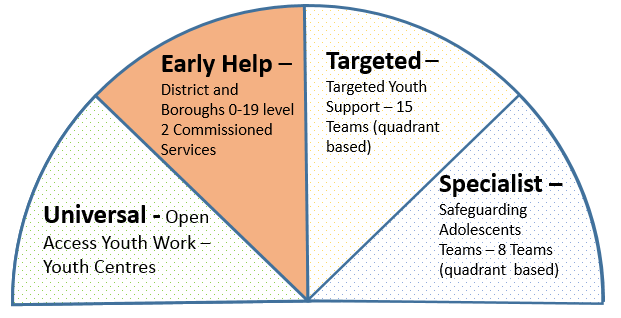 Early Help –
District and
Boroughs 0-19 level
2 Commissioned
Services
Targeted –
Targeted Youth
Support – 15
Teams (quadrant
based)
Universal - Open
Access Youth Work –
Youth Centres
Specialist –
Safeguarding
Adolescents
Teams – 8 Teams
(quadrant based)